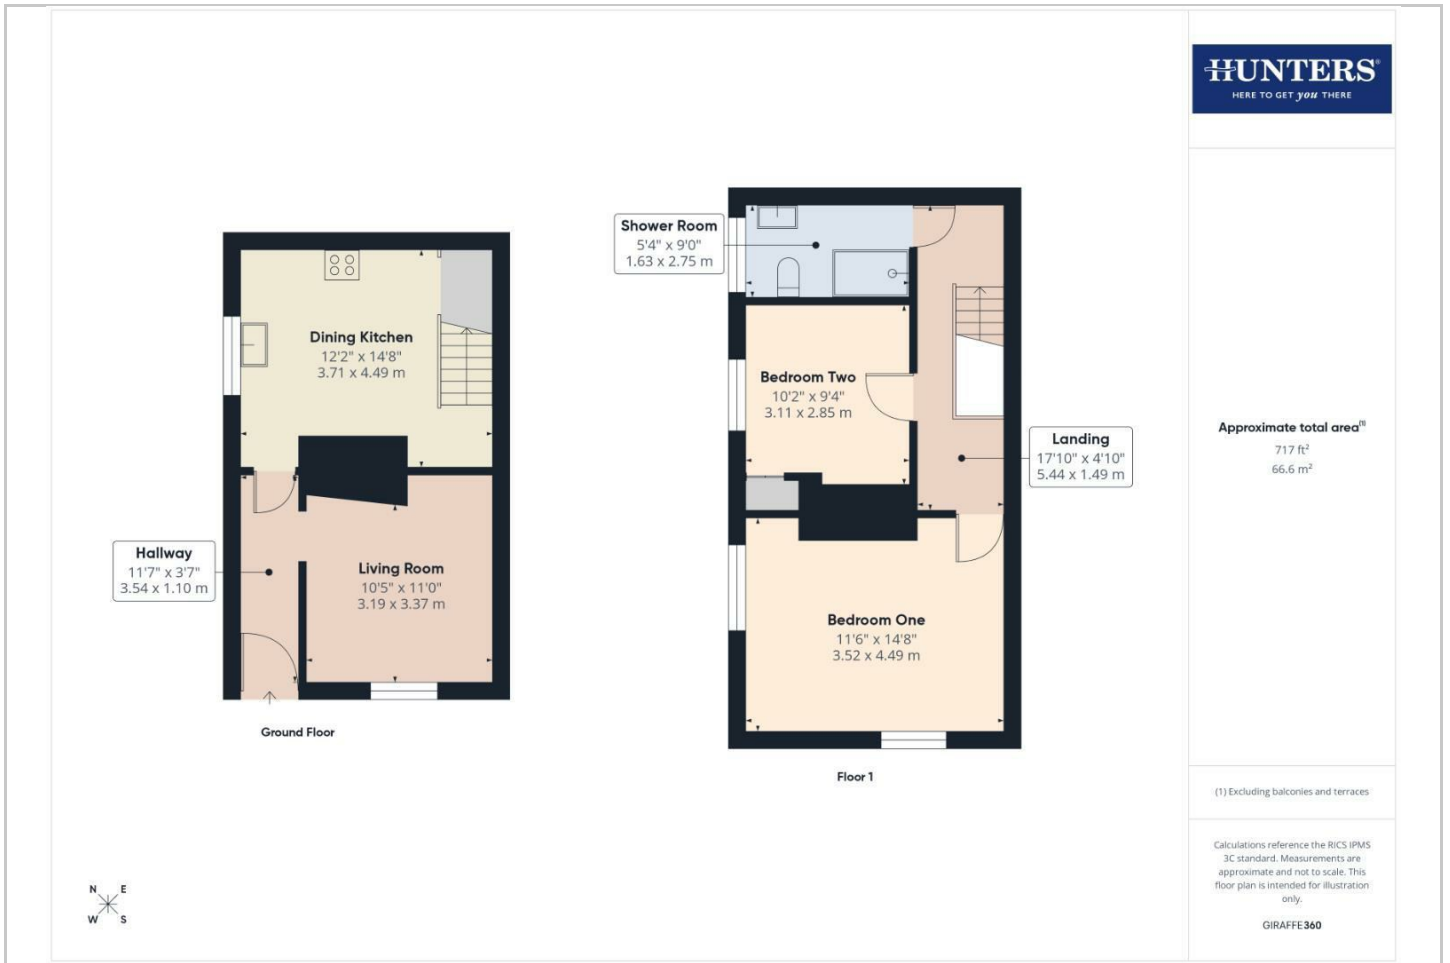 HUNTERS®
HERE TO GET you THERE
Shower Room
5'4" x 9'0"
1.63 x 2.75 m
Dining Kitchen
12'2" x 14'8"
3.71 x 4.49 m
Bedroom Two
10'2" x 9'4"
3.11 x 2.85 m
Landing
17'10" x 4'10"
5.44 x 1.49 m
Hallway
11'7" x 3'7"
3.54 x 1.10 m
Living Room
10'5" x 11'0"
3.19 x 3.37 m
Bedroom One
11'6" x 14'8"
3.52 x 4.49 m
Ground Floor
Floor 1
N E
W S
Approximate total area(1)
717 ft²
66.6 m²
(1) Excluding balconies and terraces
Calculations reference the RICS IPMS
3C standard. Measurements are
approximate and not to scale. This
floor plan is intended for illustration
only.
GIRAFFE360